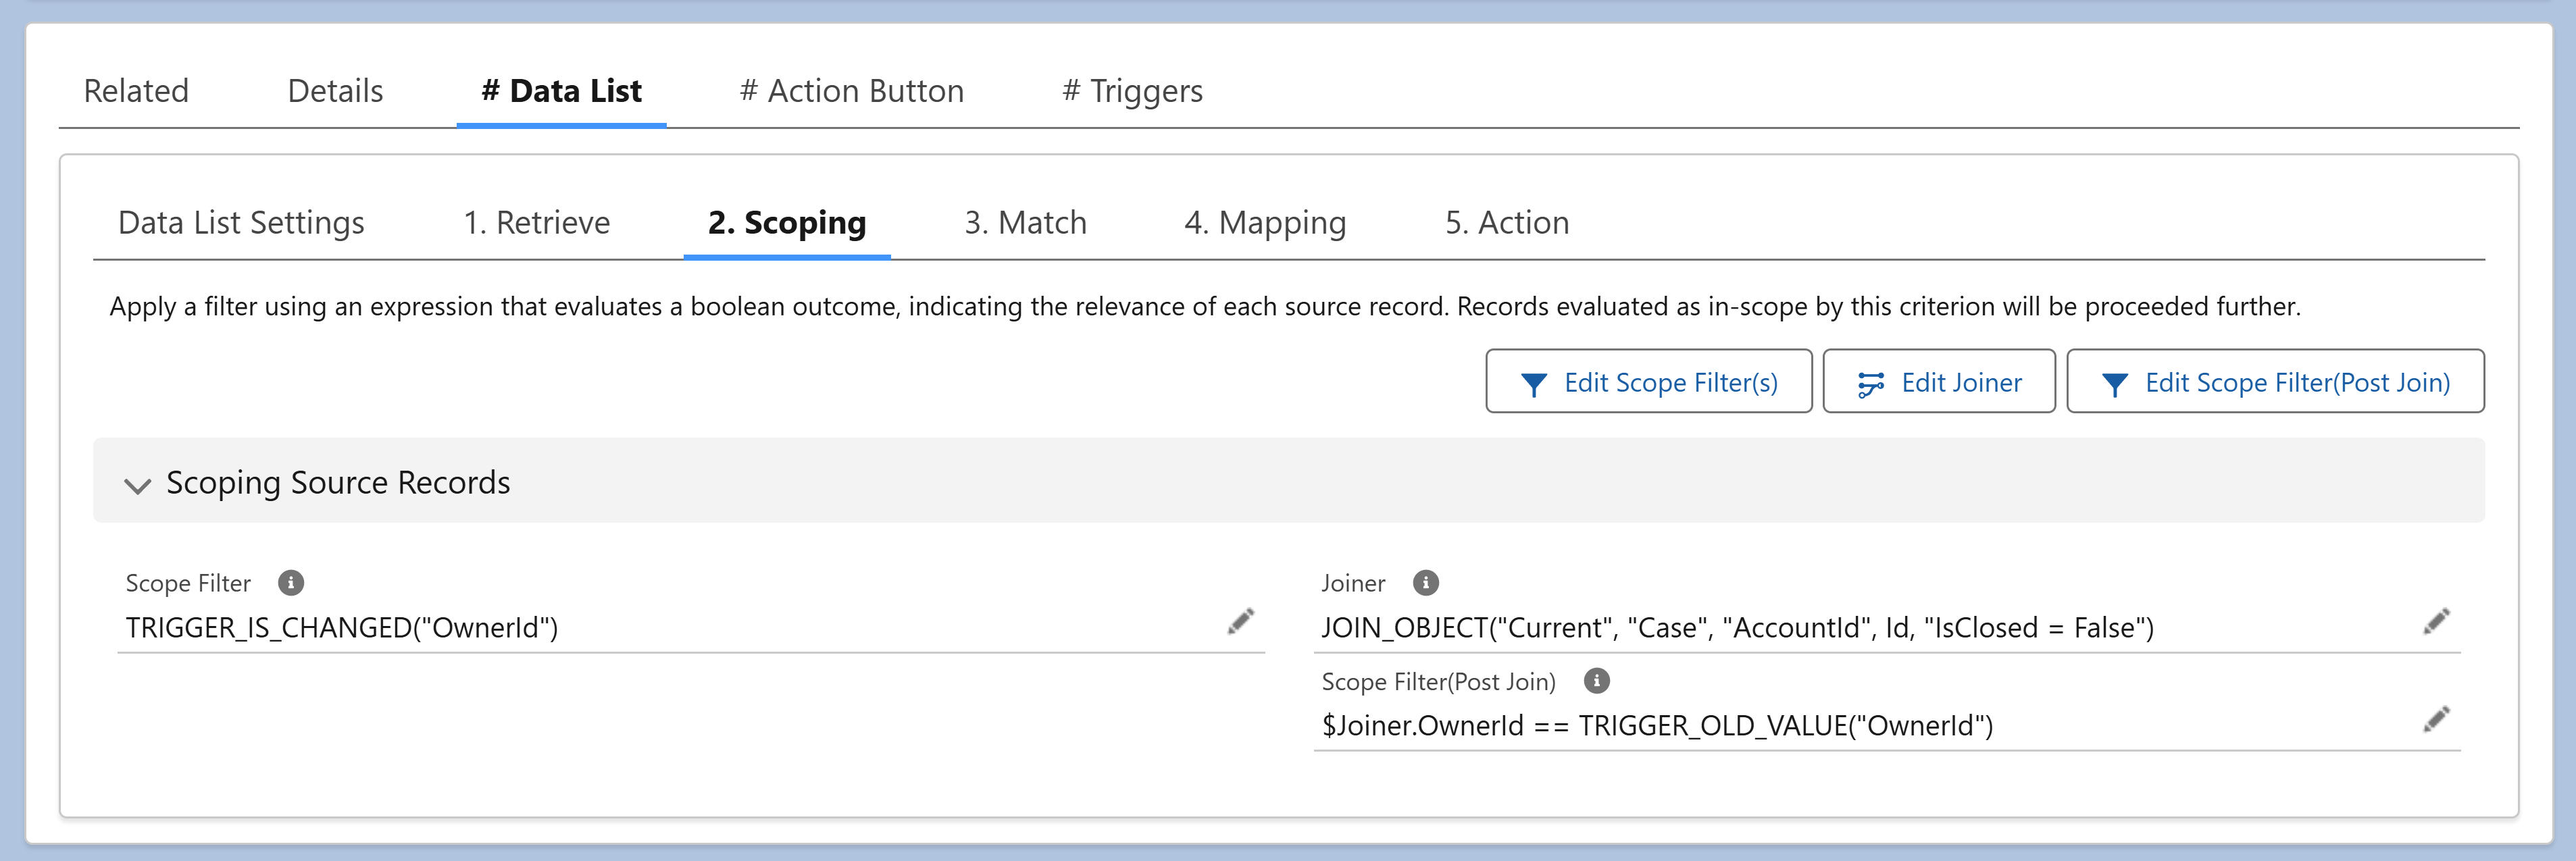 Related Details # Data List # Action Button # Triggers
Data List Settings 1. Retrieve 2. Scoping 3. Match 4. Mapping 5. Action
Apply a filter using an expression that evaluates a boolean outcome, indicating the relevance of each source record. Records evaluated as in-scope by this criterion will be proceeded further.
Edit Scope Filter(s) Edit Joiner Edit Scope Filter(Post Join)
Scoping Source Records
Scope Filter
TRIGGER_IS_CHANGED("OwnerId")
Joiner
JOIN_OBJECT("Current", "Case", "AccountId", Id, "IsClosed = False")
Scope Filter(Post Join)
$Joiner.OwnerId == TRIGGER_OLD_VALUE("OwnerId")